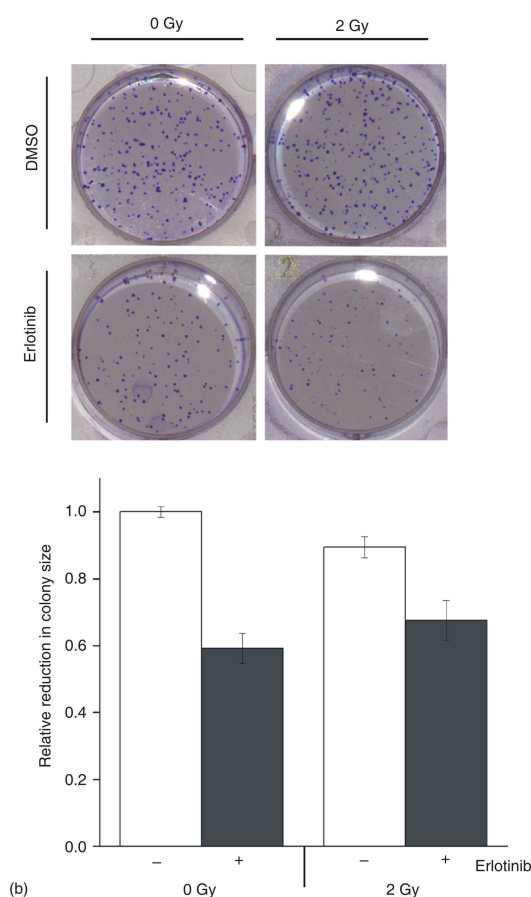 0 Gy 2 Gy
DMSO
Erlotinib
Relative reduction in colony size
1.0
0.8
0.6
0.4
0.2
0.0
– + – + Erlotinib
(b) 0 Gy 2 Gy